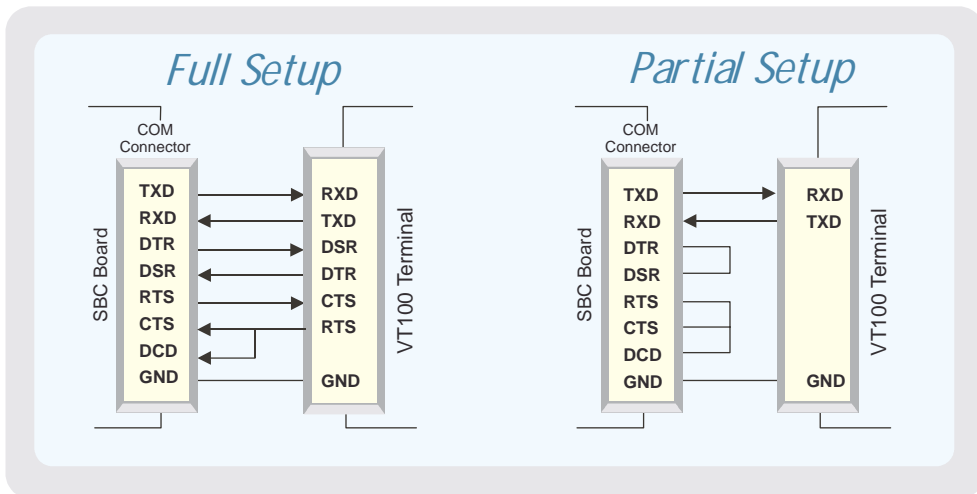 Full Setup
COM
Connector
SBC Board
TXD
RXD
DTR
DSR
RTS
CTS
DCD
GND
RXD
TXD
DSR
DTR
CTS
RTS
GND
VT100 Terminal
Partial Setup
COM
Connector
SBC Board
TXD
RXD
DTR
DSR
RTS
CTS
DCD
GND
RXD
TXD
GND
VT100 Terminal